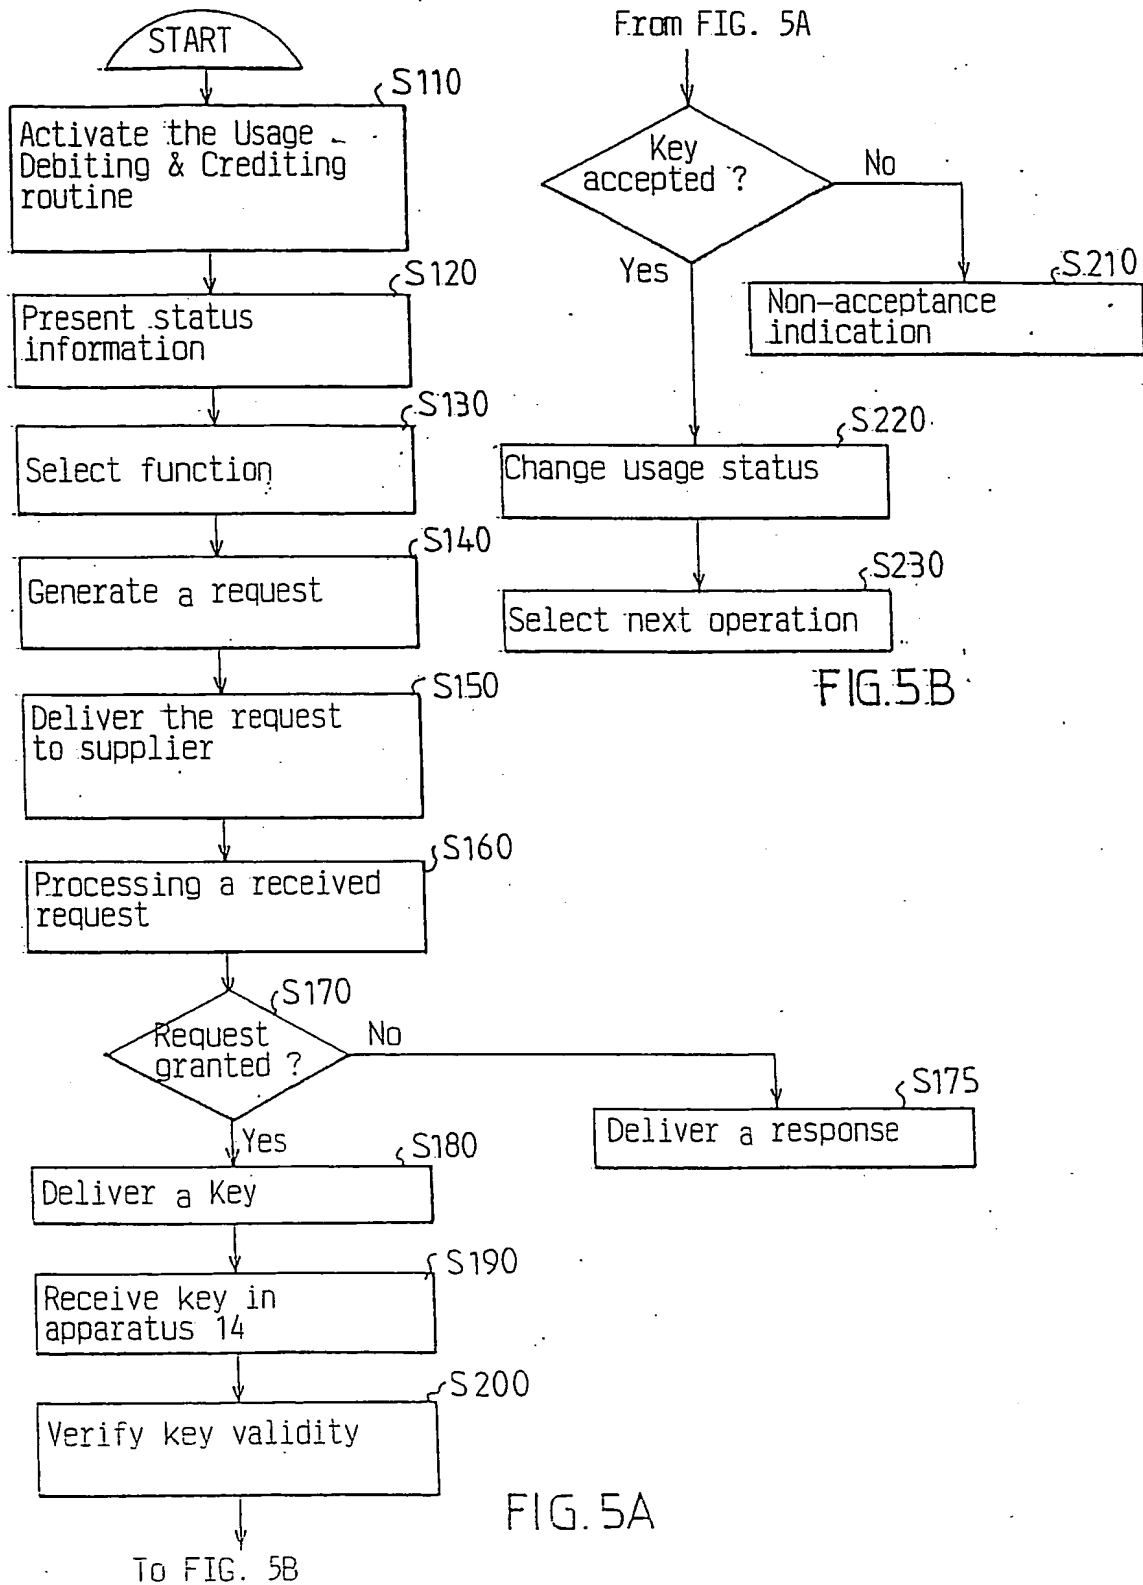 START
S110
Activate the Usage
Debiting & Crediting
routine
S120
Present status
information
S130
Select function
S140
Generate a request
S150
Deliver the request
to supplier
S160
Processing a received
request
S170
Request
granted ?
No
S175
Deliver a response
Yes
S180
Deliver a Key
S190
Receive key in
apparatus 14
S200
Verify key validity
To FIG. 5B
FIG. 5A
From FIG. 5A
Key
accepted ?
No
Yes
S210
Non-acceptance
indication
S220
Change usage status
S230
Select next operation
FIG. 5B